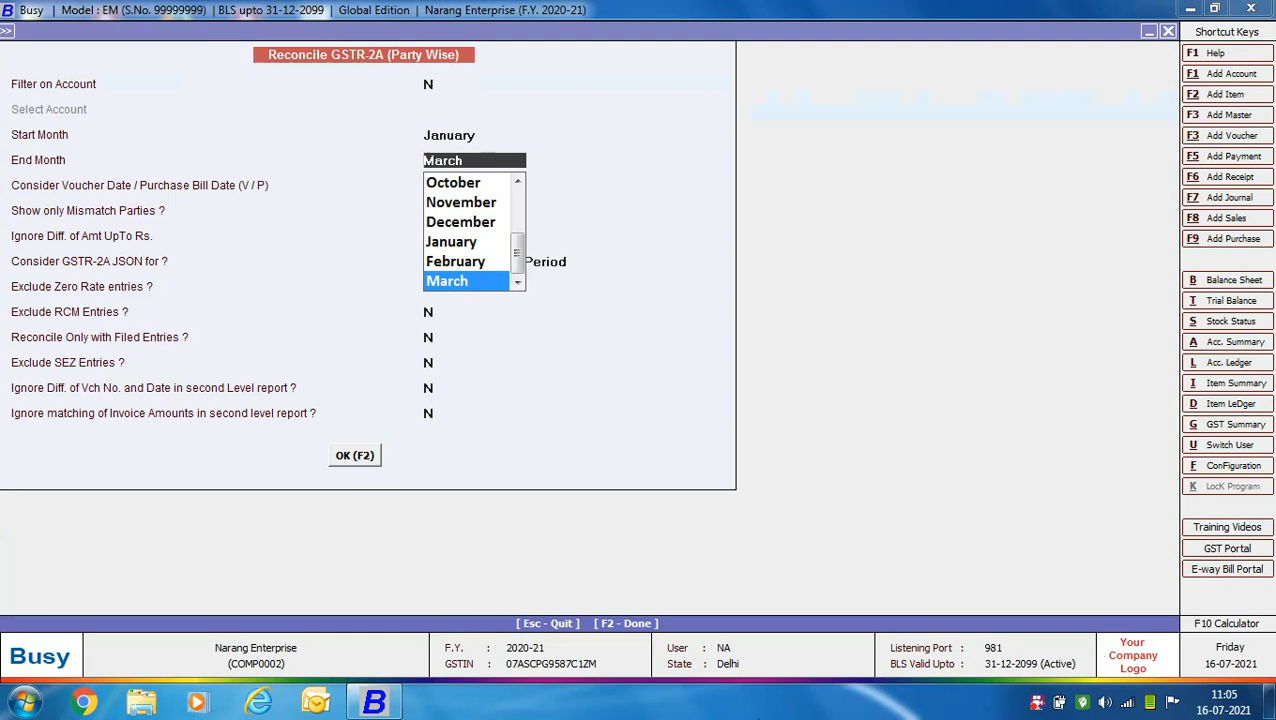 Busy Model : EM (S.No. 99999999) BLS upto 31-12-2099 Global Edition Narang Enterprise (F.Y. 2020-21)
>>
Reconcile GSTR-2A (Party Wise)
Filter on Account N
Select Account
Start Month January
End Month March
Consider Voucher Date / Purchase Bill Date (V / P)
Show only Mismatch Parties ?
Ignore Diff. of Amt UpTo Rs.
Consider GSTR-2A JSON for ? Period
Exclude Zero Rate entries ?
October
November
December
January
February
March
Exclude RCM Entries ? N
Reconcile Only with Filed Entries ? N
Exclude SEZ Entries ? N
Ignore Diff. of Vch No. and Date in second Level report ? N
Ignore matching of Invoice Amounts in second level report ? N
OK (F2)
Shortcut Keys
F1 Help
F1 Add Account
F2 Add Item
F3 Add Master
F3 Add Voucher
F5 Add Payment
F6 Add Receipt
F7 Add Journal
F8 Add Sales
F9 Add Purchase
B Balance Sheet
T Trial Balance
S Stock Status
A Acc. Summary
L Acc. Ledger
I Item Summary
D Item LeDger
G GST Summary
U Switch User
F ConFiguration
K LocK Program
Training Videos
GST Portal
E-way Bill Portal
[ Esc - Quit ] [ F2 - Done ]
F10 Calculator
Busy
Narang Enterprise
(COMP0002)
F.Y. : 2020-21
GSTIN : 07ASCPG9587C1ZM
User : NA
State : Delhi
Listening Port : 981
BLS Valid Upto : 31-12-2099 (Active)
Your
Company
Logo
Friday
16-07-2021
11:05
16-07-2021